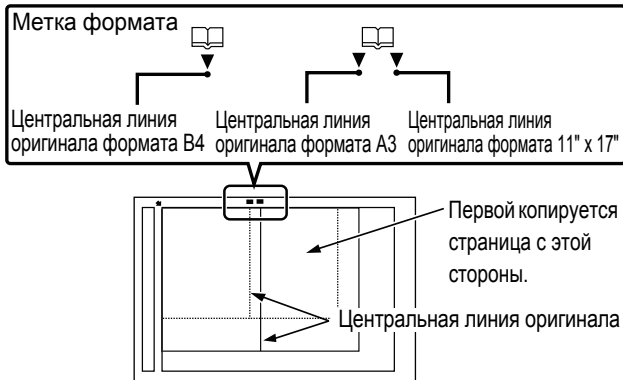 Метка формата
Центральная линия
оригинала формата B4
Центральная линия
оригинала формата A3
Центральная линия
оригинала формата 11" x 17"
Первой копируется
страница с этой
стороны.
Центральная линия оригинала